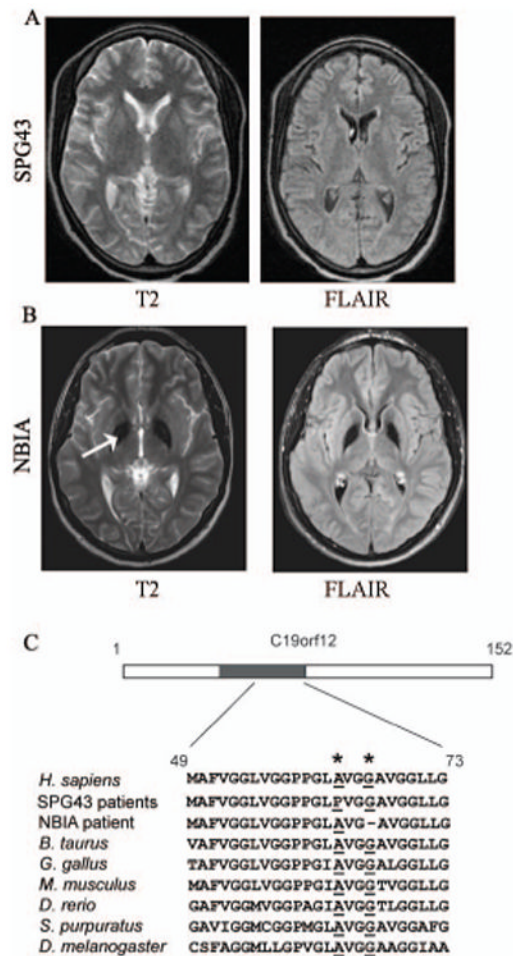 A
SPG43
T2
FLAIR
B
NBIA
T2
FLAIR
C
C19orf12
1
152
49
* *
73
H. sapiens MAFVGGLVGGPPGLAVGGAVGGLLG
SPG43 patients MAFVGGLVGGPPGLPVGGAVGGLLG
NBIA patient MAFVGGLVGGPPGLAVG-AVGGLLG
B. taurus VAFVGGLVGGPPGLAVGGAVGGLLG
G. gallus TAFVGGLVGGPPGIAVGGALGGLLG
M. musculus MAFVGGLVGGPPGIAVGGTVGGLLG
D. rerio GAFVGGMVGGPAGIAVGGTLGGLLG
S. purpuratus GAVIGGMCGGPMGLAVGGAVGGAFG
D. melanogaster CSFAGGMLLGPVGLAVGGAAGGIAA